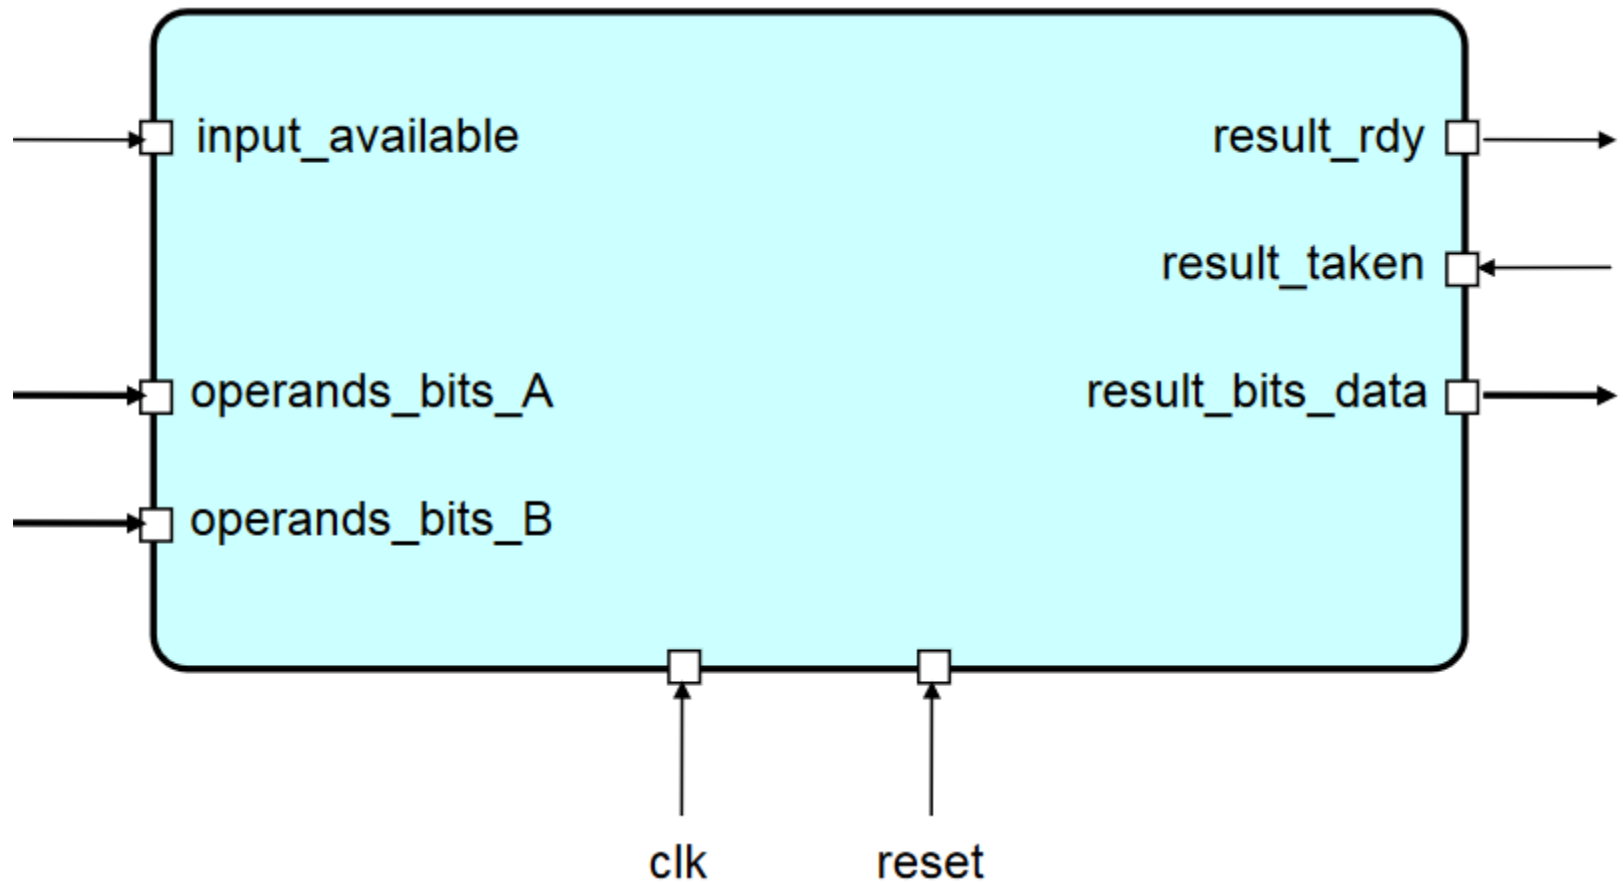 input_available
result_rdy
result_taken
operands_bits_A
result_bits_data
operands_bits_B
clk
reset